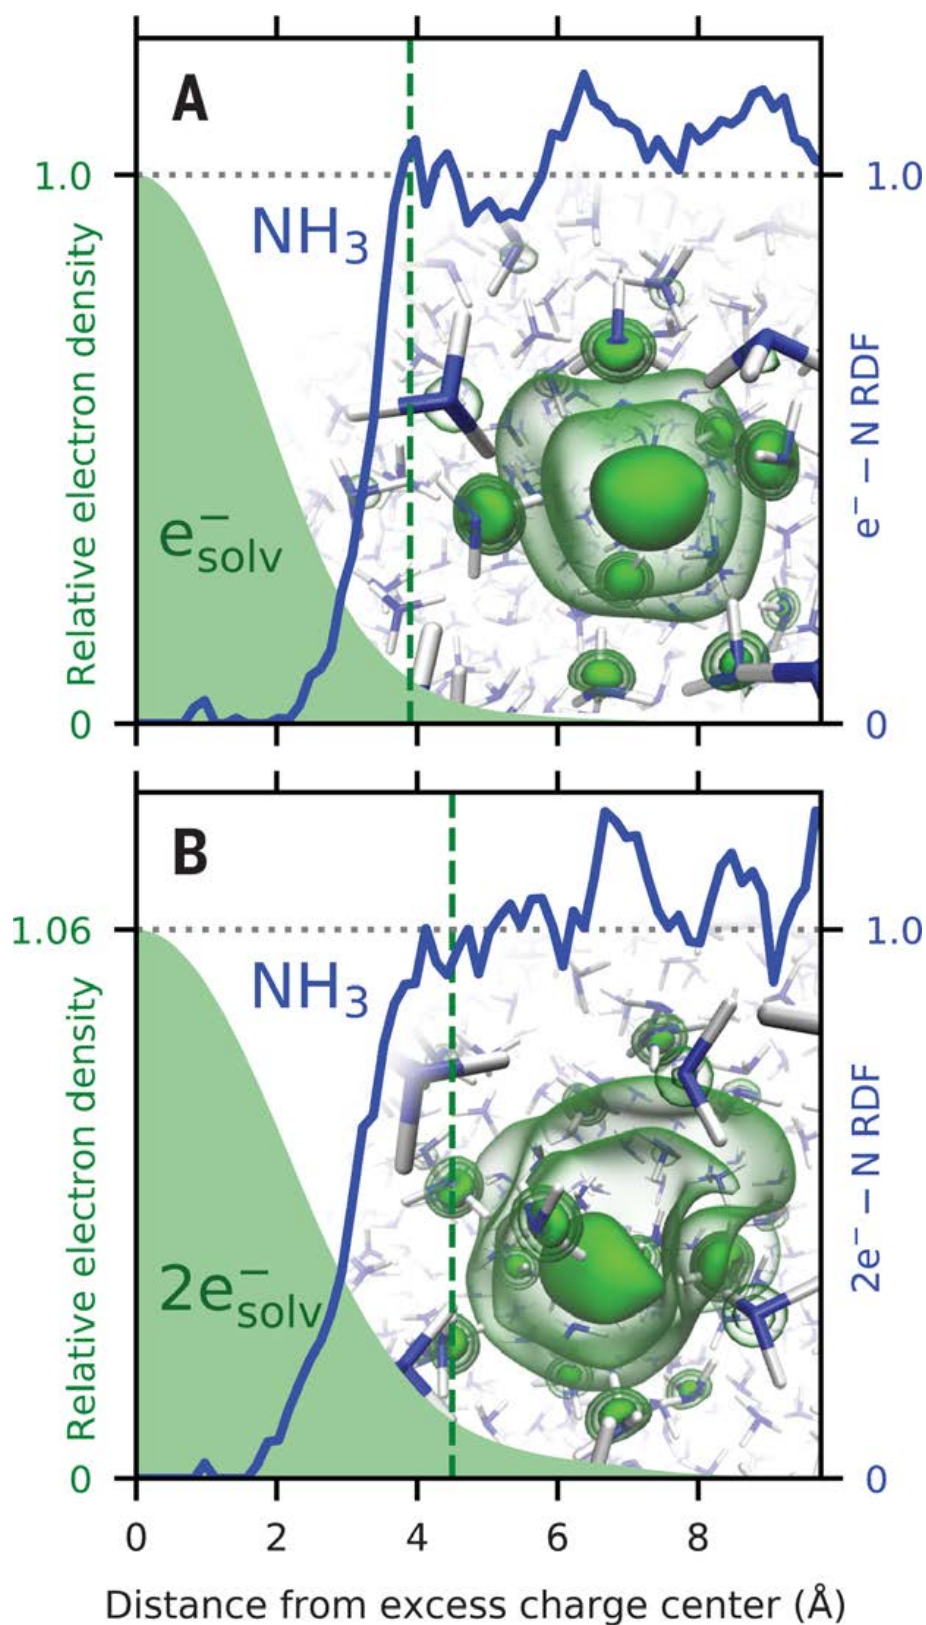 A
1.0
1.0
NH₃
Relative electron density
e⁻ – N RDF
e⁻solv
0
0
B
1.06
1.0
NH₃
Relative electron density
2e⁻ – N RDF
2e⁻solv
0
0
0 2 4 6 8
Distance from excess charge center (Å)